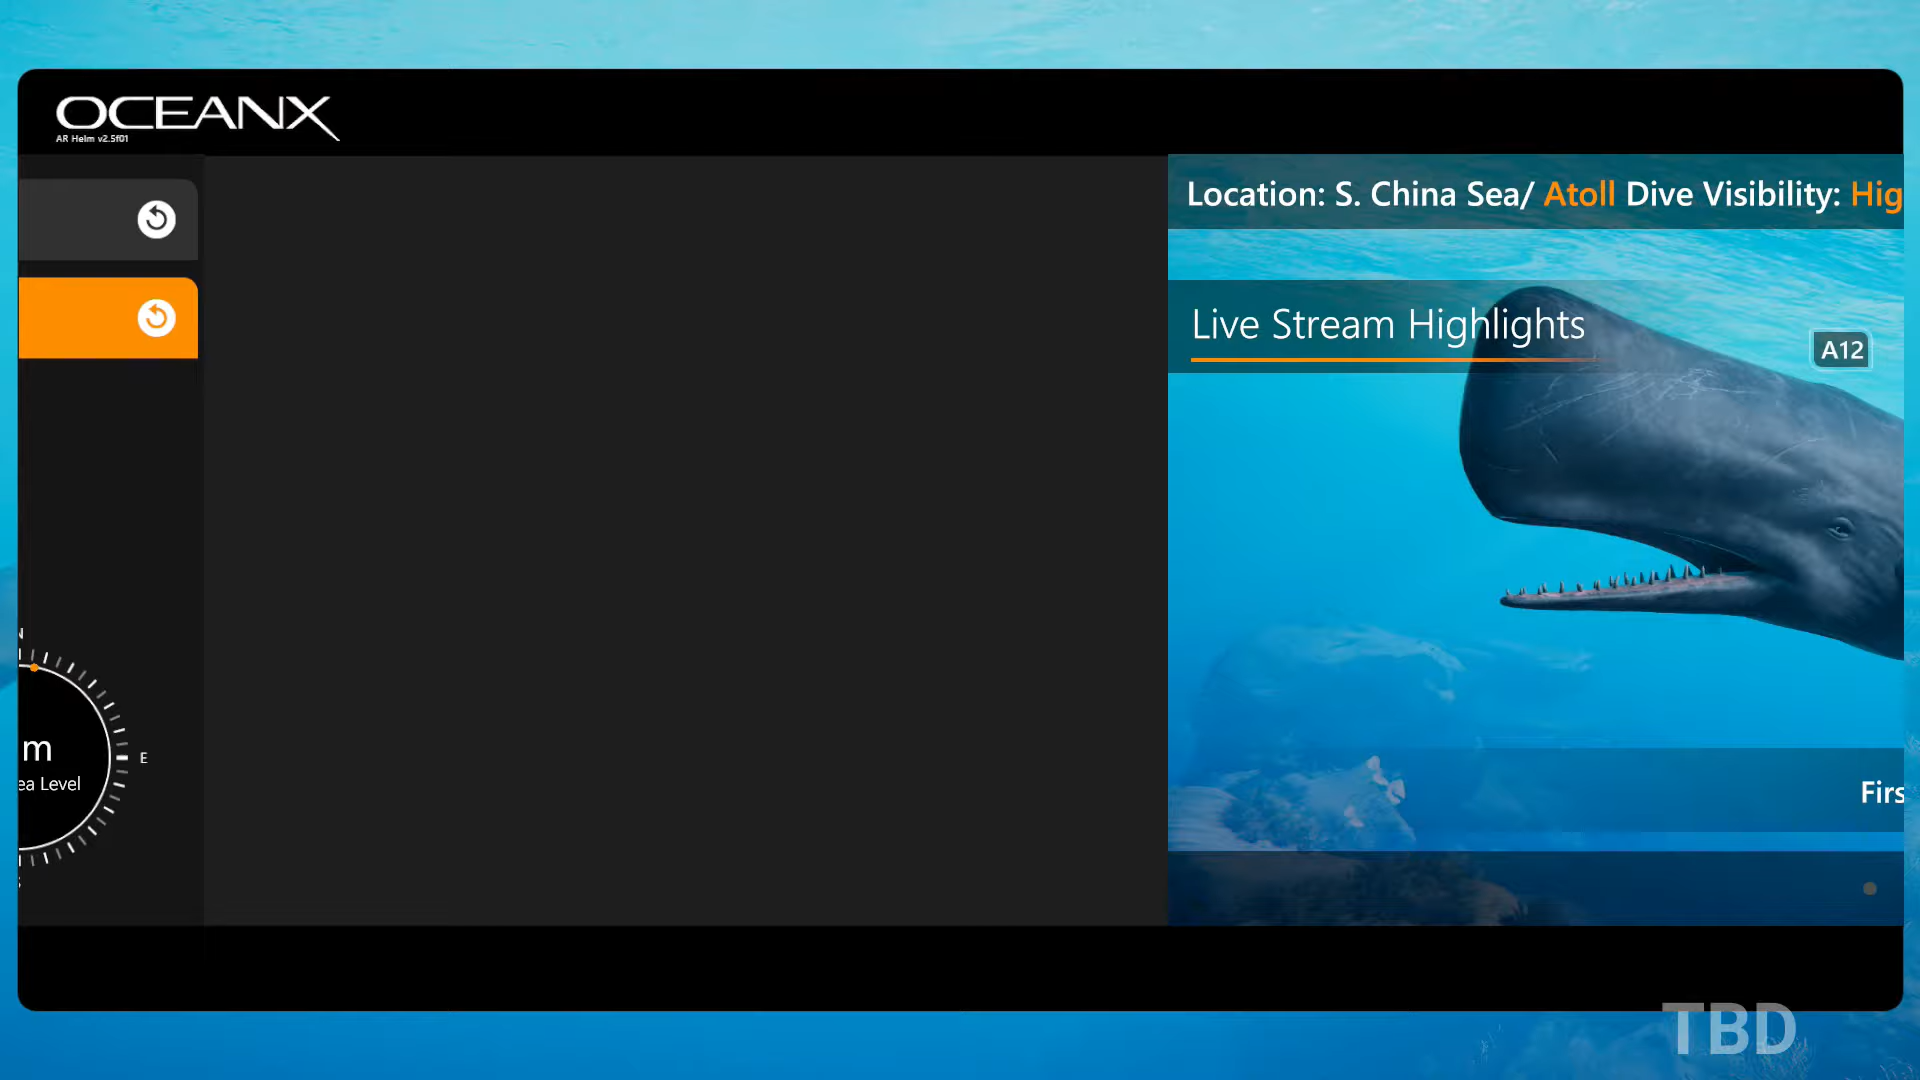 OCEANX
AR Helm v2.5f01
Location: S. China Sea/ Atoll Dive Visibility: Hig
Live Stream Highlights
A12
N
m
E
ea Level
S
Firs
TBD